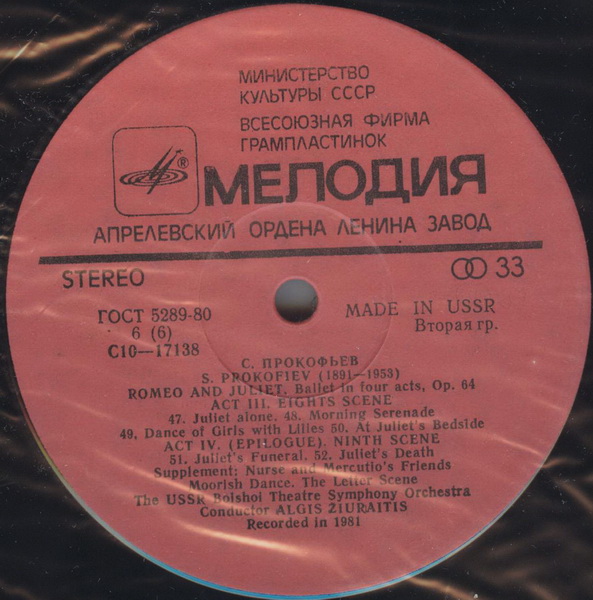 МИНИСТЕРСТВО
КУЛЬТУРЫ СССР
ВСЕСОЮЗНАЯ ФИРМА
ГРАМПЛАСТИНОК
®
МЕЛОДИЯ
АПРЕЛЕВСКИЙ ОРДЕНА ЛЕНИНА ЗАВОД
STEREO
33
ГОСТ 5289-80
6 (6)
С10—17138
MADE IN USSR
Вторая гр.
С. ПРОКОФЬЕВ
S. PROKOFIEV (1891—1953)
ROMEO AND JULIET. Ballet in four acts, Op. 64
ACT III. EIGHTS SCENE
47. Juliet alone. 48. Morning Serenade
49. Dance of Girls with Lilies 50. At Juliet's Bedside
ACT IV. (EPILOGUE). NINTH SCENE
51. Juliet's Funeral. 52. Juliet's Death
Supplement: Nurse and Mercutio's Friends
Moorish Dance. The Letter Scene
The USSR Bolshoi Theatre Symphony Orchestra
Conductor ALGIS ŽIURAITIS
Recorded in 1981